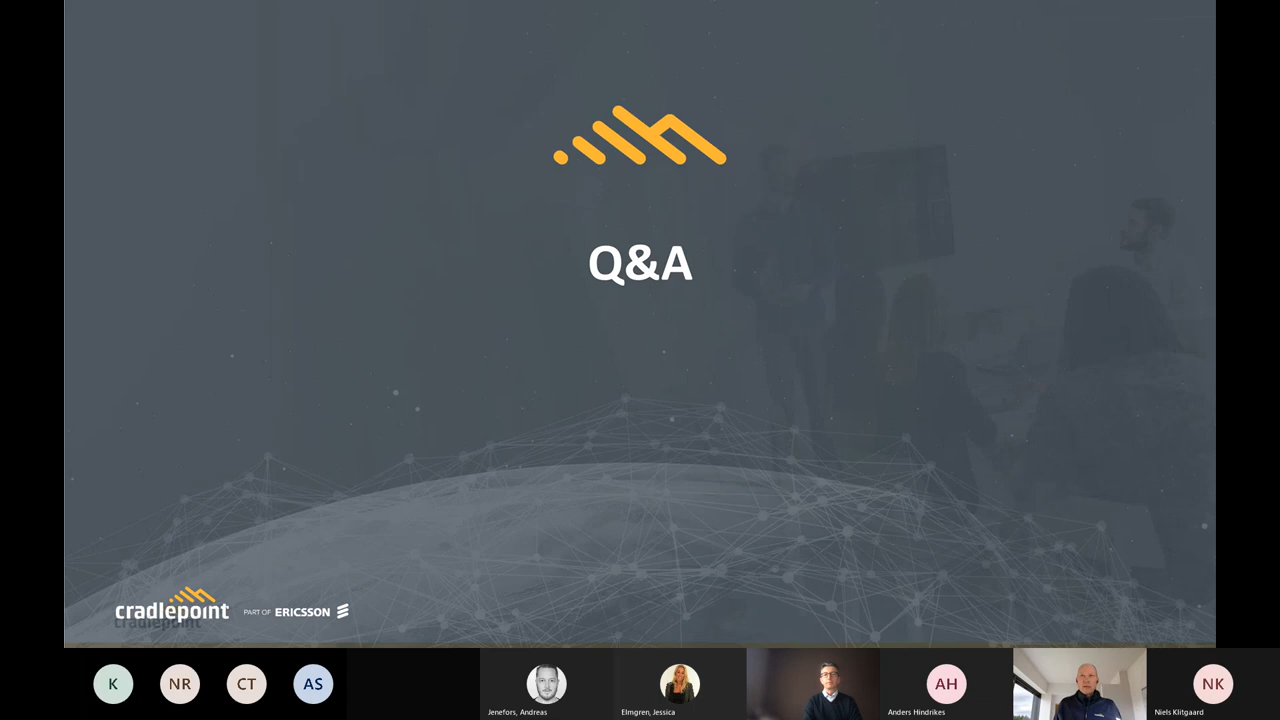 Q&A
cradlepoint PART OF ERICSSON
K NR CT AS AH NK
Jenefors, Andreas Elmgren, Jessica Anders Hindrikes Niels Klitgaard